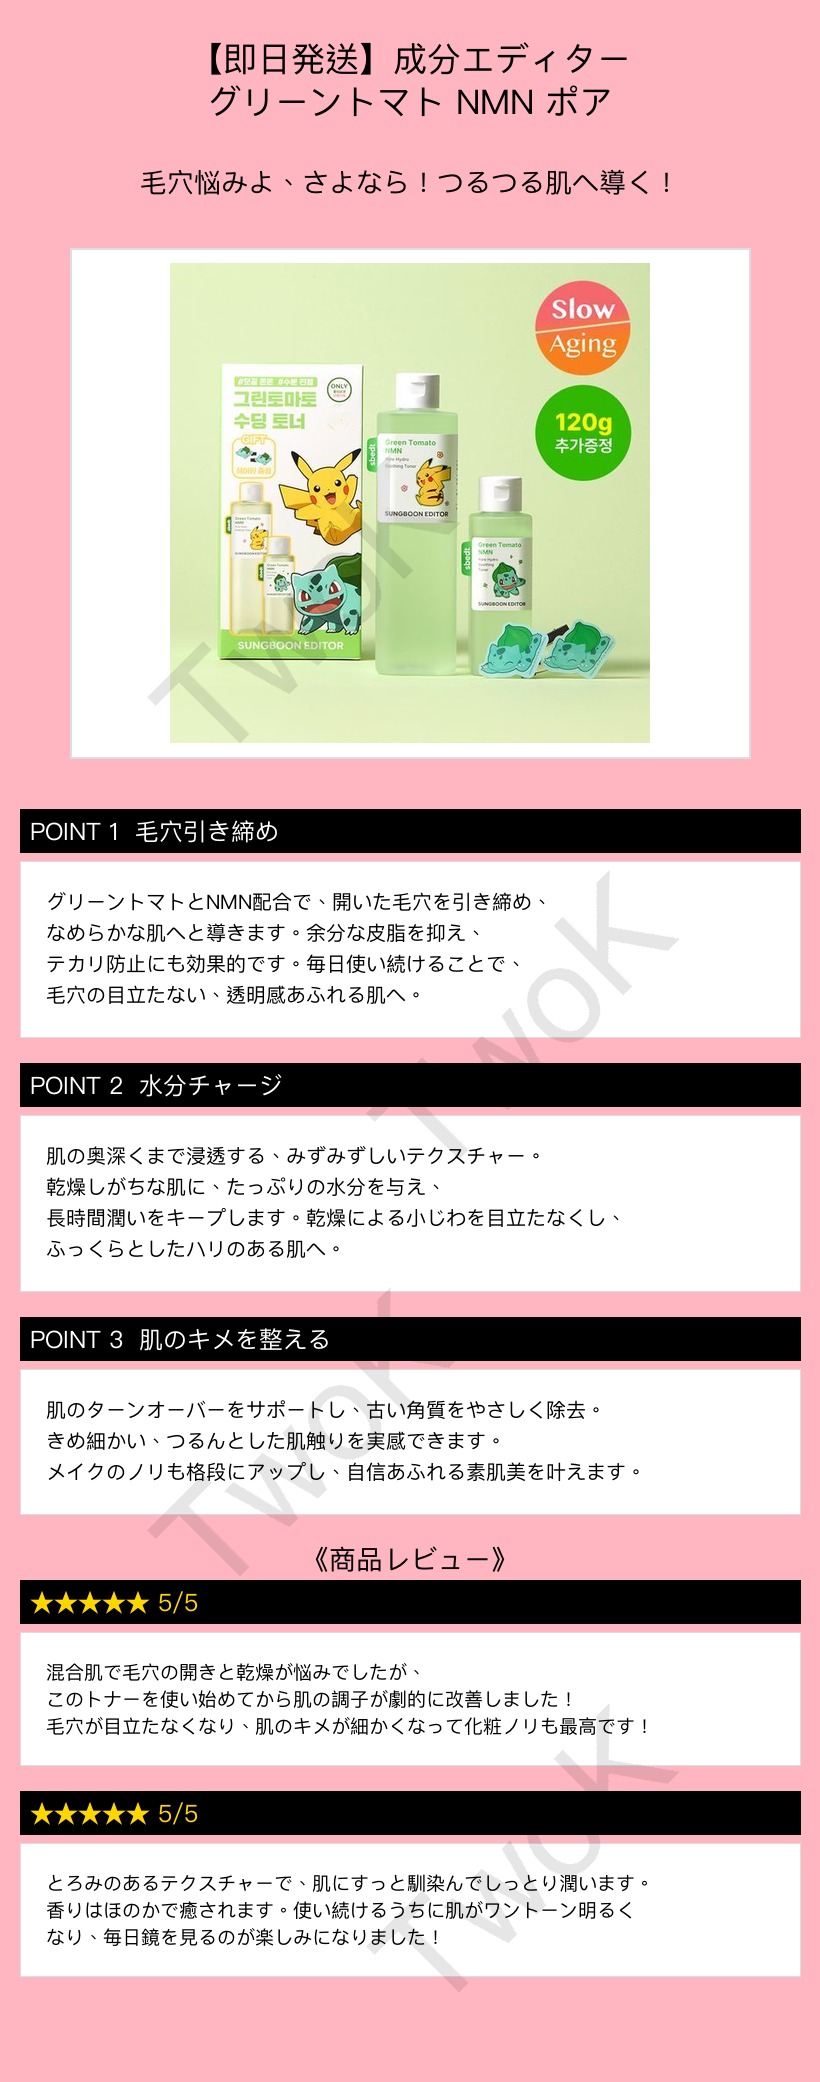 【即日発送】成分エディター
グリーントマト NMN ポア
毛穴悩みよ、さよなら！つるつる肌へ導く！
Slow
Aging
120g
추가증정
#모공 쫀쫀 #수분 진정
그린토마토
수딩 토너
ONLY
GIFT
헤어핀 증정
Green Tomato
NMN
SUNGBOON EDITOR
SUNGBOON EDITOR
sbedt
Green Tomato
NMN
Pore Hydro
Soothing Toner
SUNGBOON EDITOR
sbedt
Green Tomato
NMN
Pore Hydro
Soothing
Toner
SUNGBOON EDITOR
TwoK
POINT 1 毛穴引き締め
グリーントマトとNMN配合で、開いた毛穴を引き締め、
なめらかな肌へと導きます。余分な皮脂を抑え、
テカリ防止にも効果的です。毎日使い続けることで、
毛穴の目立たない、透明感あふれる肌へ。
TwoK
POINT 2 水分チャージ
肌の奥深くまで浸透する、みずみずしいテクスチャー。
乾燥しがちな肌に、たっぷりの水分を与え、
長時間潤いをキープします。乾燥による小じわを目立たなくし、
ふっくらとしたハリのある肌へ。
POINT 3 肌のキメを整える
肌のターンオーバーをサポートし、古い角質をやさしく除去。
きめ細かい、つるんとした肌触りを実感できます。
メイクのノリも格段にアップし、自信あふれる素肌美を叶えます。
TwoK
《商品レビュー》
★★★★★ 5/5
混合肌で毛穴の開きと乾燥が悩みでしたが、
このトナーを使い始めてから肌の調子が劇的に改善しました！
毛穴が目立たなくなり、肌のキメが細かくなって化粧ノリも最高です！
★★★★★ 5/5
とろみのあるテクスチャーで、肌にすっと馴染んでしっとり潤います。
香りはほのかで癒されます。使い続けるうちに肌がワントーン明るく
なり、毎日鏡を見るのが楽しみになりました！
TwoK